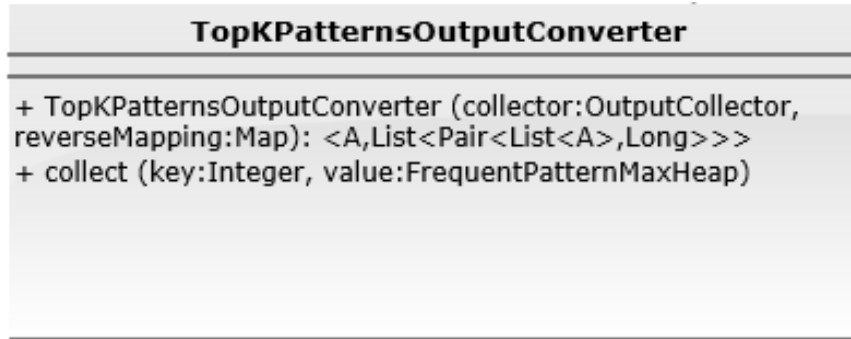 TopKPatternsOutputConverter
+ TopKPatternsOutputConverter (collector:OutputCollector,
reverseMapping:Map): <A,List<Pair<List<A>,Long>>>
+ collect (key:Integer, value:FrequentPatternMaxHeap)